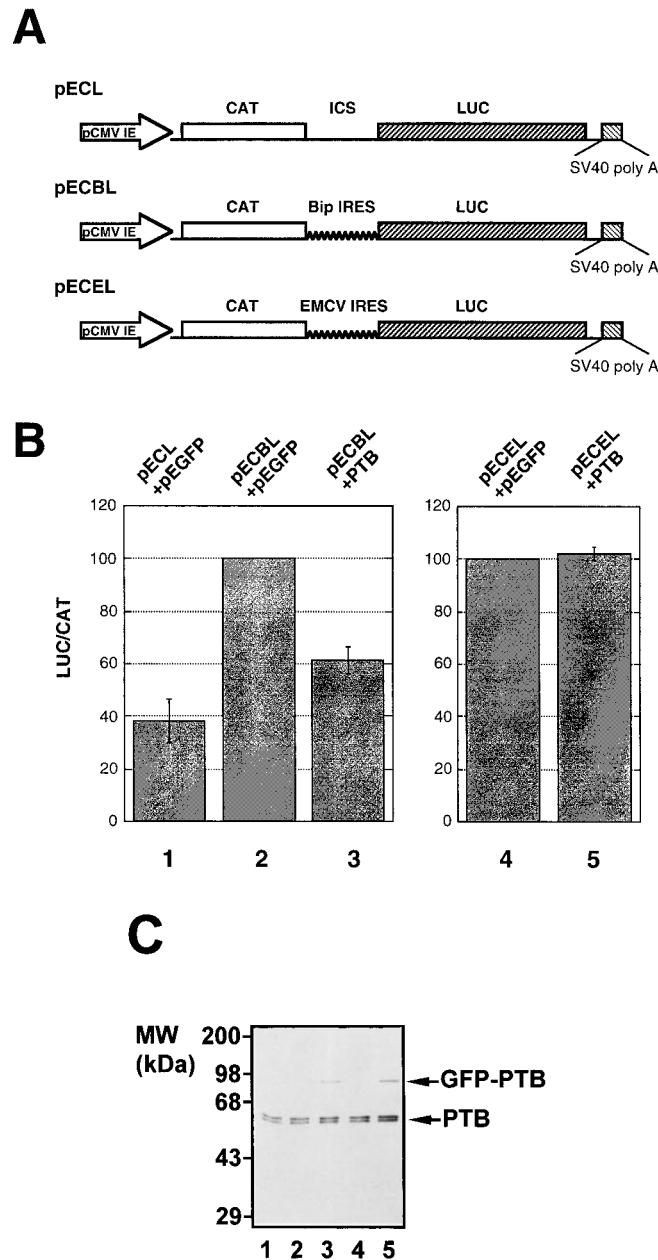 A
pECL
CAT ICS LUC
pCMV IE
SV40 poly A
pECBL
CAT Bip IRES LUC
pCMV IE
SV40 poly A
pECEL
CAT EMCV IRES LUC
pCMV IE
SV40 poly A
B
pECL +pEGFP
pECBL +pEGFP
pECBL +PTB
pECEL +pEGFP
pECEL +PTB
LUC/CAT
120
100
80
60
40
20
0
120
100
80
60
40
20
0
1 2 3 4 5
C
MW (kDa)
200
98
68
43
29
GFP-PTB
PTB
1 2 3 4 5